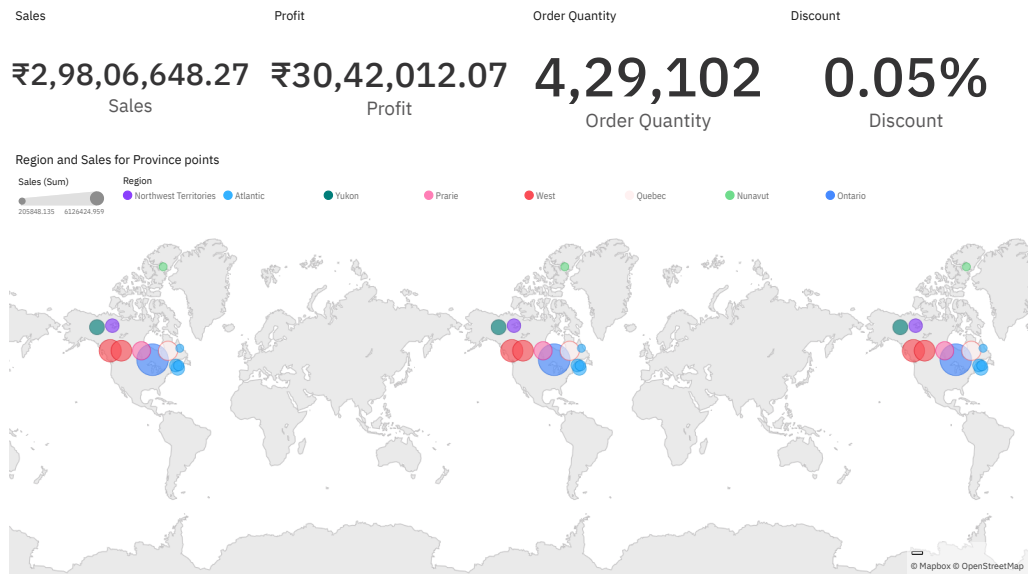 Sales
Profit
Order Quantity
Discount
₹2,98,06,648.27
₹30,42,012.07
4,29,102
0.05%
Sales
Profit
Order Quantity
Discount
Region and Sales for Province points
Sales (Sum)
Region
205848.135 6126424.959
Northwest Territories
Atlantic
Yukon
Prarie
West
Quebec
Nunavut
Ontario
© Mapbox © OpenStreetMap